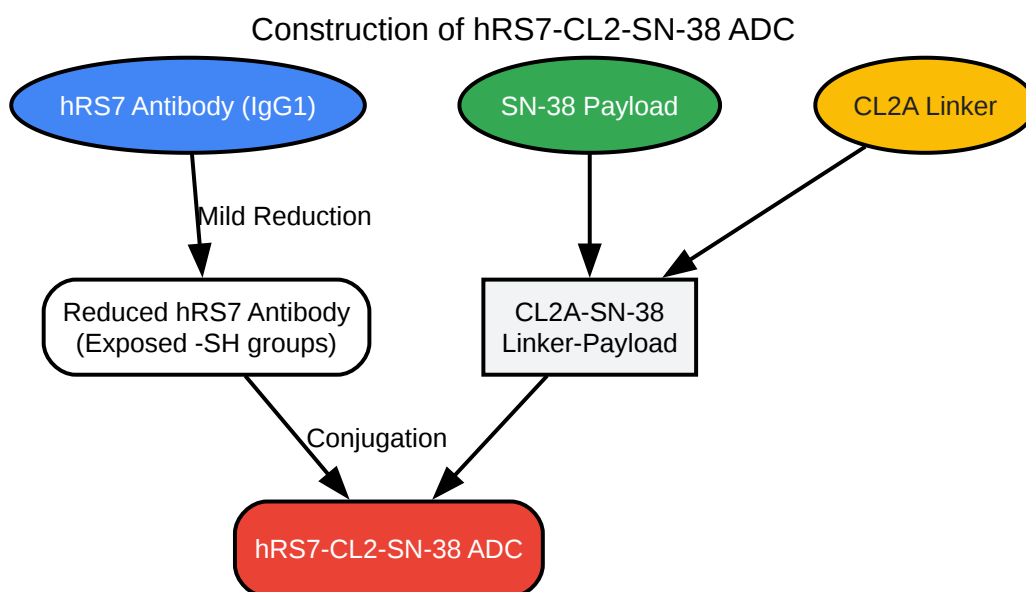 Construction of hRS7-CL2-SN-38 ADC
hRS7 Antibody (IgG1)
SN-38 Payload
CL2A Linker
Mild Reduction
Reduced hRS7 Antibody
(Exposed -SH groups)
CL2A-SN-38
Linker-Payload
Conjugation
hRS7-CL2-SN-38 ADC